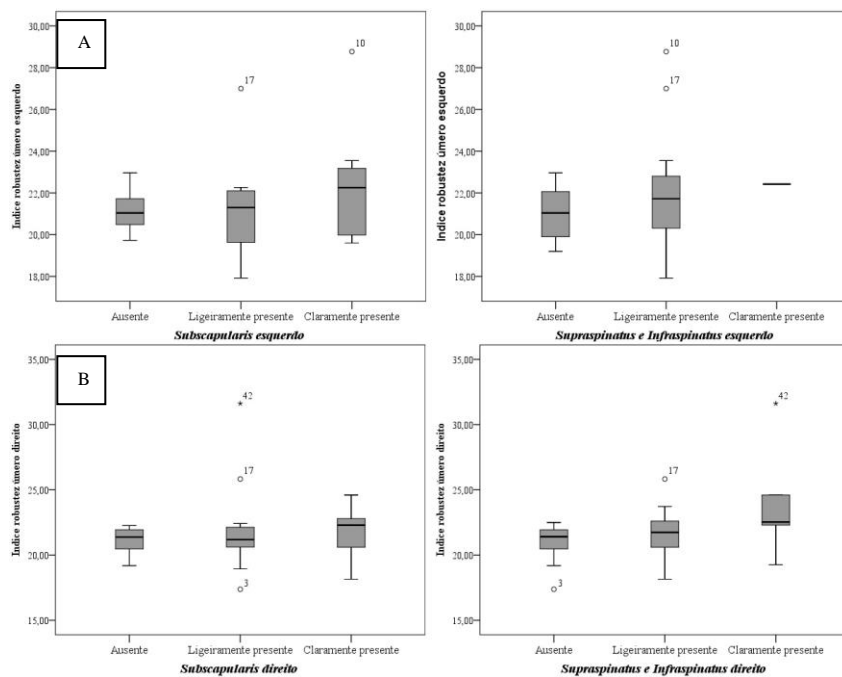 A
Indice robustez úmero esquerdo
30,00
28,00
26,00
24,00
22,00
20,00
18,00
10
17
Ausente
Ligeiramente presente
Claramente presente
Subscapularis esquerdo
Indice robustez úmero esquerdo
30,00
28,00
26,00
24,00
22,00
20,00
18,00
10
17
Ausente
Ligeiramente presente
Claramente presente
Supraspinatus e Infraspinatus esquerdo
B
Indice robustez úmero direito
35,00
30,00
25,00
20,00
15,00
42
17
3
Ausente
Ligeiramente presente
Claramente presente
Subscapularis direito
Indice robustez úmero direito
35,00
30,00
25,00
20,00
15,00
42
17
3
Ausente
Ligeiramente presente
Claramente presente
Supraspinatus e Infraspinatus direito